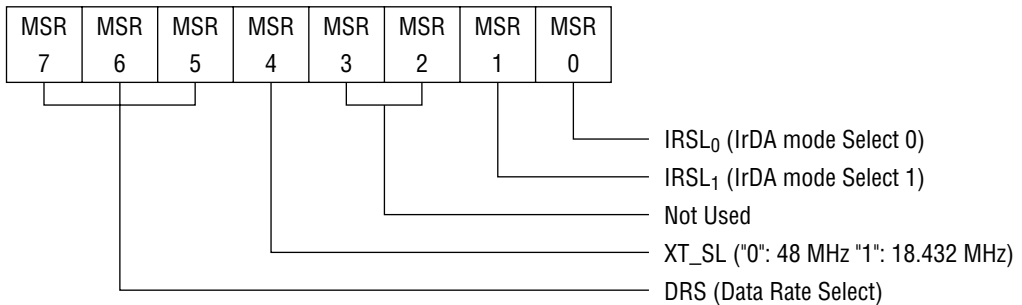 MSR MSR MSR MSR MSR MSR MSR MSR
7 6 5 4 3 2 1 0
IRSL0 (IrDA mode Select 0)
IRSL1 (IrDA mode Select 1)
Not Used
XT_SL ("0": 48 MHz "1": 18.432 MHz)
DRS (Data Rate Select)